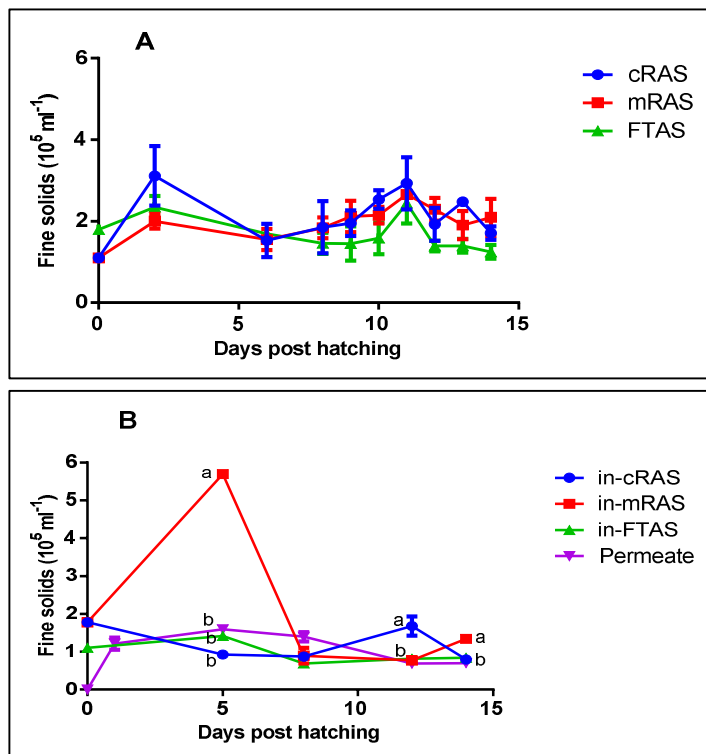 A
Fine solids (10⁵ ml⁻¹)
6
4
2
0
0 5 10 15
Days post hatching
cRAS
mRAS
FTAS
B
Fine solids (10⁵ ml⁻¹)
6
5
4
3
2
1
0
a
b
b
b
a
b
a
b
0 5 10 15
Days post hatching
in-cRAS
in-mRAS
in-FTAS
Permeate